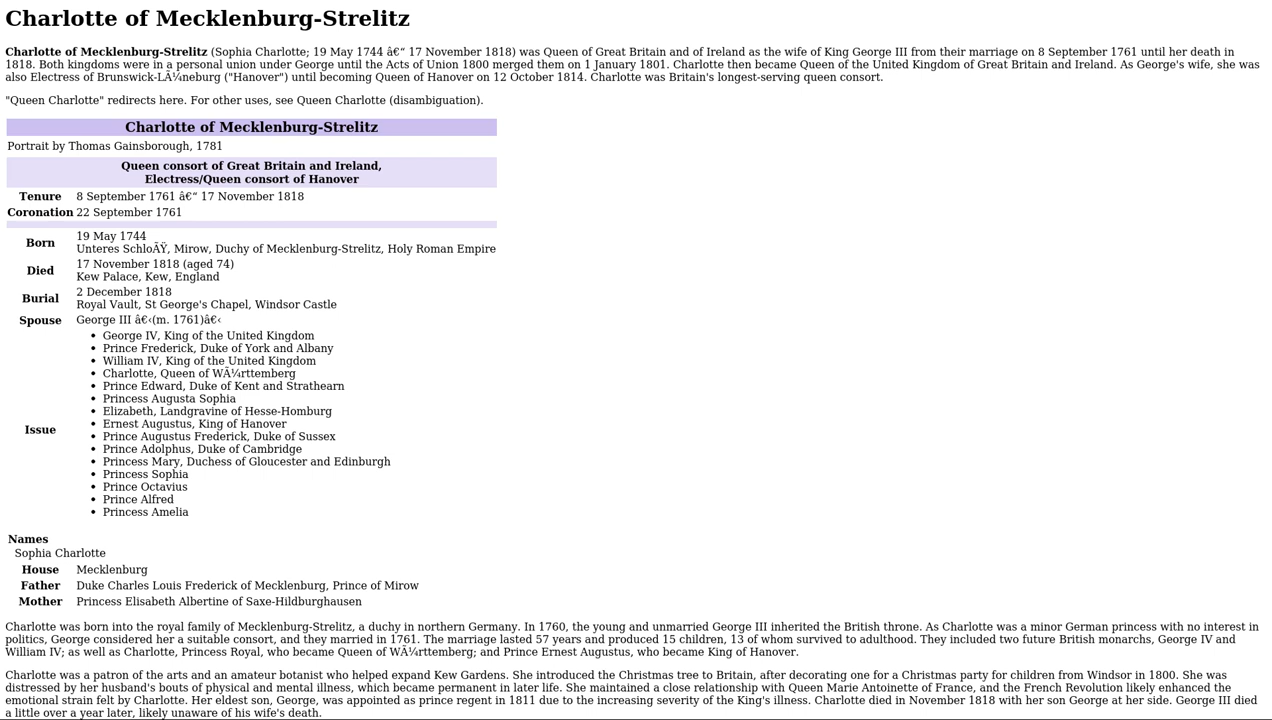 Charlotte of Mecklenburg-Strelitz
Charlotte of Mecklenburg-Strelitz (Sophia Charlotte; 19 May 1744 â€“ 17 November 1818) was Queen of Great Britain and of Ireland as the wife of King George III from their marriage on 8 September 1761 until her death in
1818. Both kingdoms were in a personal union under George until the Acts of Union 1800 merged them on 1 January 1801. Charlotte then became Queen of the United Kingdom of Great Britain and Ireland. As George's wife, she was
also Electress of Brunswick-LÃ¼neburg ("Hanover") until becoming Queen of Hanover on 12 October 1814. Charlotte was Britain's longest-serving queen consort.
"Queen Charlotte" redirects here. For other uses, see Queen Charlotte (disambiguation).
Charlotte of Mecklenburg-Strelitz
Portrait by Thomas Gainsborough, 1781
Queen consort of Great Britain and Ireland,
Electress/Queen consort of Hanover
Tenure 8 September 1761 â€“ 17 November 1818
Coronation 22 September 1761
Born 19 May 1744
Unteres SchloÃŸ, Mirow, Duchy of Mecklenburg-Strelitz, Holy Roman Empire
Died 17 November 1818 (aged 74)
Kew Palace, Kew, England
Burial 2 December 1818
Royal Vault, St George's Chapel, Windsor Castle
Spouse George III â€‹(m. 1761)â€‹
Issue
• George IV, King of the United Kingdom
• Prince Frederick, Duke of York and Albany
• William IV, King of the United Kingdom
• Charlotte, Queen of WÃ¼rttemberg
• Prince Edward, Duke of Kent and Strathearn
• Princess Augusta Sophia
• Elizabeth, Landgravine of Hesse-Homburg
• Ernest Augustus, King of Hanover
• Prince Augustus Frederick, Duke of Sussex
• Prince Adolphus, Duke of Cambridge
• Princess Mary, Duchess of Gloucester and Edinburgh
• Princess Sophia
• Prince Octavius
• Prince Alfred
• Princess Amelia
Names
Sophia Charlotte
House Mecklenburg
Father Duke Charles Louis Frederick of Mecklenburg, Prince of Mirow
Mother Princess Elisabeth Albertine of Saxe-Hildburghausen
Charlotte was born into the royal family of Mecklenburg-Strelitz, a duchy in northern Germany. In 1760, the young and unmarried George III inherited the British throne. As Charlotte was a minor German princess with no interest in
politics, George considered her a suitable consort, and they married in 1761. The marriage lasted 57 years and produced 15 children, 13 of whom survived to adulthood. They included two future British monarchs, George IV and
William IV; as well as Charlotte, Princess Royal, who became Queen of WÃ¼rttemberg; and Prince Ernest Augustus, who became King of Hanover.
Charlotte was a patron of the arts and an amateur botanist who helped expand Kew Gardens. She introduced the Christmas tree to Britain, after decorating one for a Christmas party for children from Windsor in 1800. She was
distressed by her husband's bouts of physical and mental illness, which became permanent in later life. She maintained a close relationship with Queen Marie Antoinette of France, and the French Revolution likely enhanced the
emotional strain felt by Charlotte. Her eldest son, George, was appointed as prince regent in 1811 due to the increasing severity of the King's illness. Charlotte died in November 1818 with her son George at her side. George III died
a little over a year later, likely unaware of his wife's death.